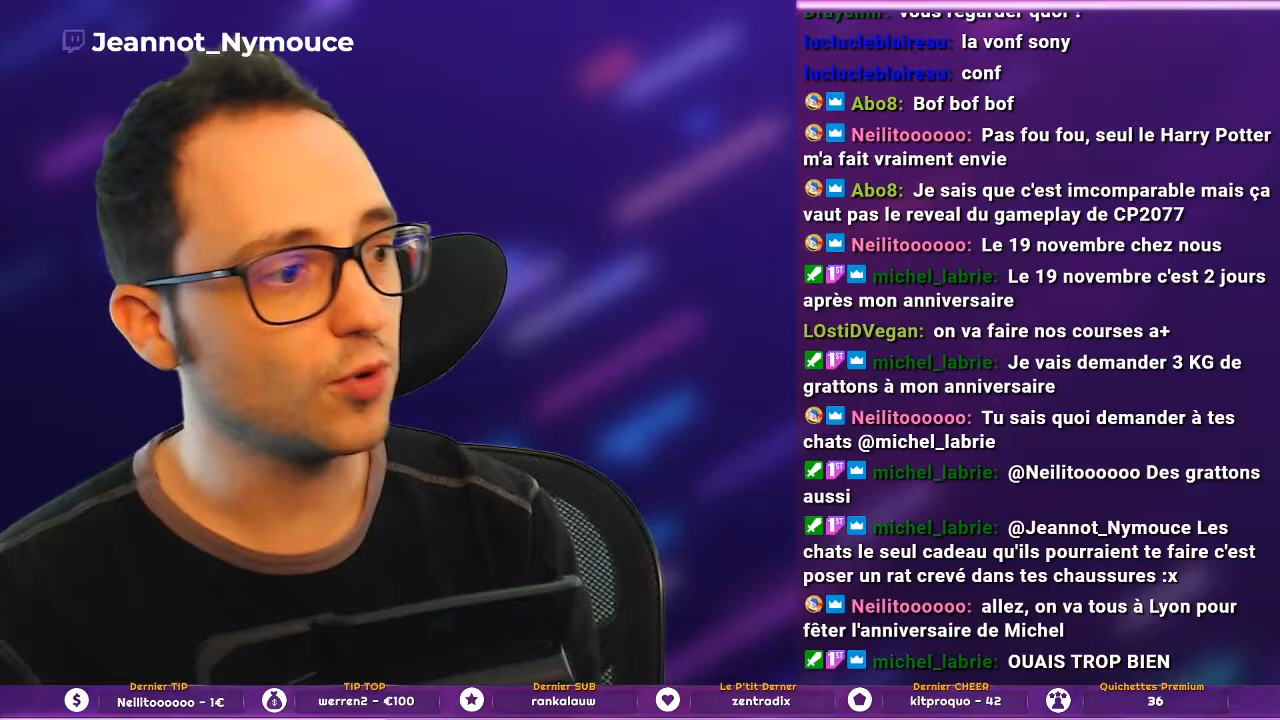 Jeannot_Nymouce
Drayamir: vous regarder quoi ?
luclucleblaireau: la vonf sony
luclucleblaireau: conf
Abo8: Bof bof bof
Neilitoooooo: Pas fou fou, seul le Harry Potter
m'a fait vraiment envie
Abo8: Je sais que c'est imcomparable mais ça
vaut pas le reveal du gameplay de CP2077
Neilitoooooo: Le 19 novembre chez nous
1ST michel_labrie: Le 19 novembre c'est 2 jours
après mon anniversaire
LOstiDVegan: on va faire nos courses a+
1ST michel_labrie: Je vais demander 3 KG de
grattons à mon anniversaire
Neilitoooooo: Tu sais quoi demander à tes
chats @michel_labrie
1ST michel_labrie: @Neilitoooooo Des grattons
aussi
1ST michel_labrie: @Jeannot_Nymouce Les
chats le seul cadeau qu'ils pourraient te faire c'est
poser un rat crevé dans tes chaussures :x
Neilitoooooo: allez, on va tous à Lyon pour
fêter l'anniversaire de Michel
1ST michel_labrie: OUAIS TROP BIEN
Dernier TIP
Neilitoooooo - 1€
TIP TOP
werren2 - €100
Dernier SUB
rankalauw
Le P'tit Derner
zentradix
Dernier CHEER
kitproquo - 42
Quichettes Premium
36